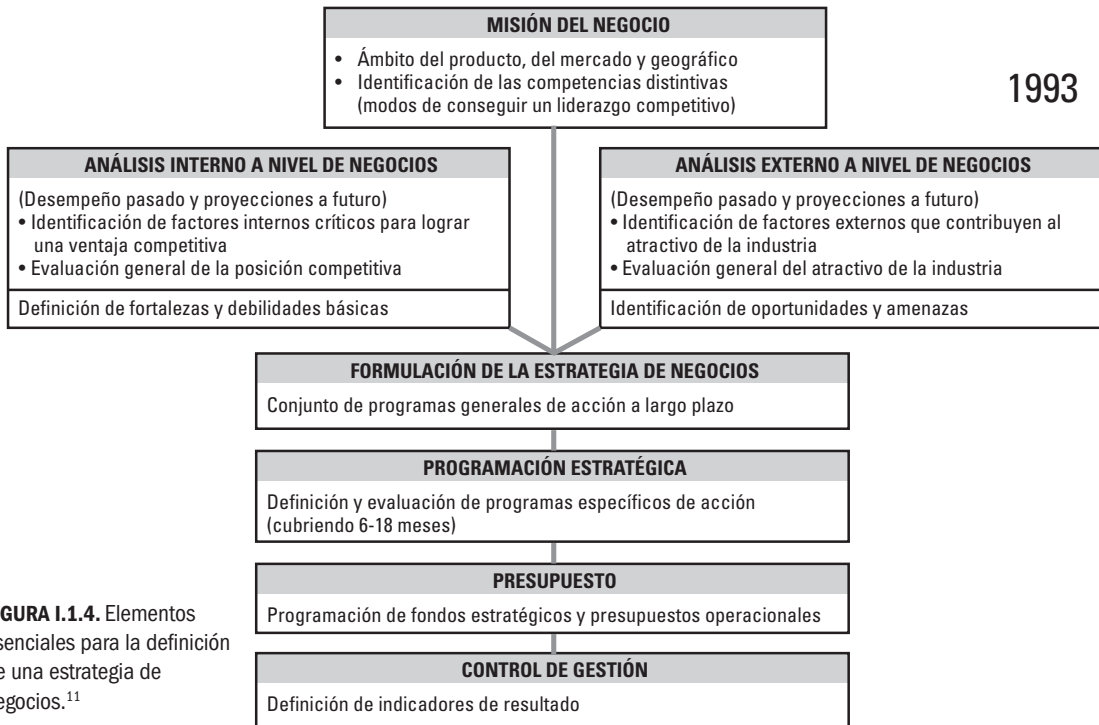 MISIÓN DEL NEGOCIO
• Ámbito del producto, del mercado y geográfico
• Identificación de las competencias distintivas
(modos de conseguir un liderazgo competitivo)
1993
ANÁLISIS INTERNO A NIVEL DE NEGOCIOS
(Desempeño pasado y proyecciones a futuro)
• Identificación de factores internos críticos para lograr
una ventaja competitiva
• Evaluación general de la posición competitiva
Definición de fortalezas y debilidades básicas
ANÁLISIS EXTERNO A NIVEL DE NEGOCIOS
(Desempeño pasado y proyecciones a futuro)
• Identificación de factores externos que contribuyen al
atractivo de la industria
• Evaluación general del atractivo de la industria
Identificación de oportunidades y amenazas
FORMULACIÓN DE LA ESTRATEGIA DE NEGOCIOS
Conjunto de programas generales de acción a largo plazo
PROGRAMACIÓN ESTRATÉGICA
Definición y evaluación de programas específicos de acción
(cubriendo 6-18 meses)
PRESUPUESTO
Programación de fondos estratégicos y presupuestos operacionales
CONTROL DE GESTIÓN
Definición de indicadores de resultado
GURA I.1.4. Elementos
senciales para la definición
e una estrategia de
egocios.11